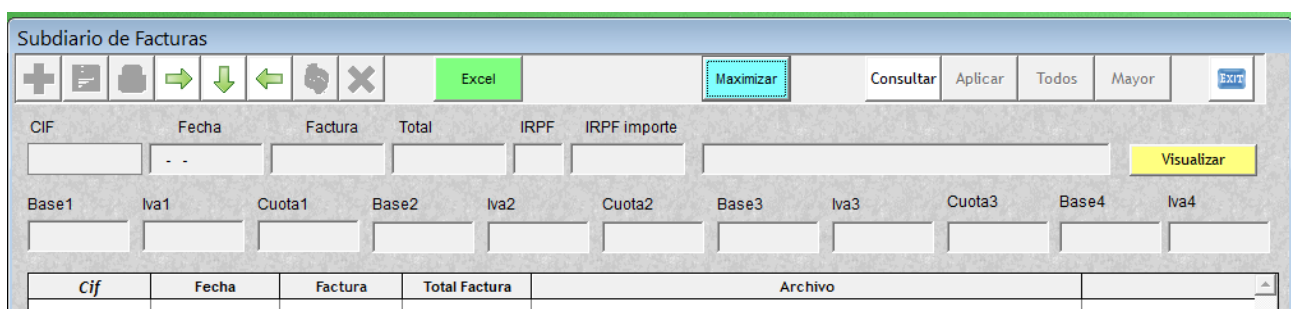 Subdiario de Facturas
Excel Maximizar Consultar Aplicar Todos Mayor EXIT
CIF Fecha Factura Total IRPF IRPF importe
- - Visualizar
Base1 Iva1 Cuota1 Base2 Iva2 Cuota2 Base3 Iva3 Cuota3 Base4 Iva4
Cif Fecha Factura Total Factura Archivo